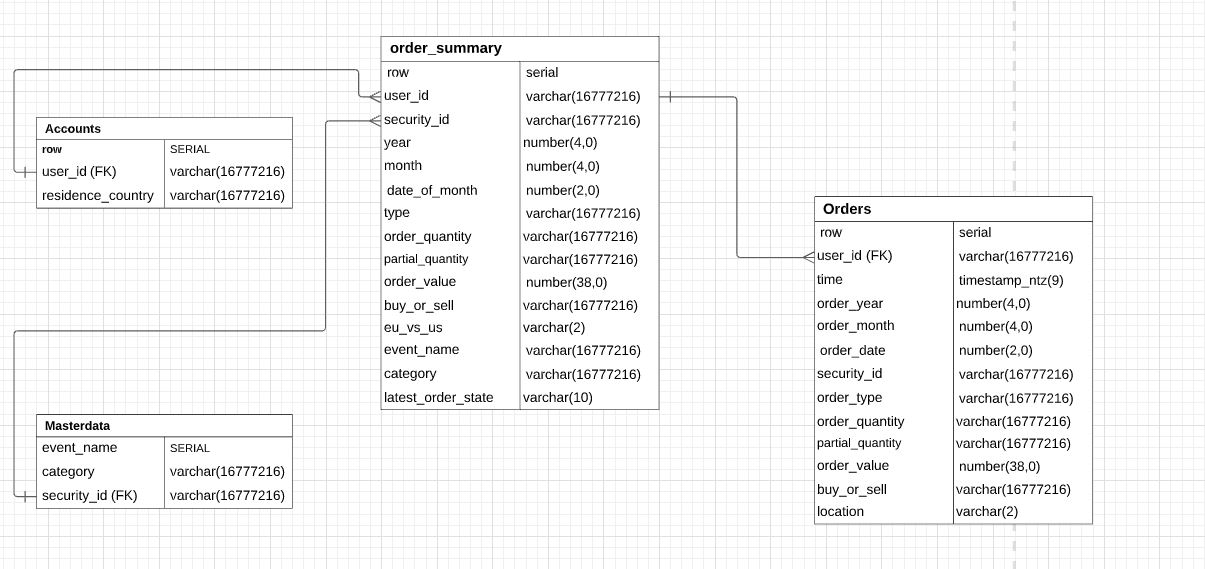 order_summary
row serial
user_id varchar(16777216)
security_id varchar(16777216)
year number(4,0)
month number(4,0)
date_of_month number(2,0)
type varchar(16777216)
order_quantity varchar(16777216)
partial_quantity varchar(16777216)
order_value number(38,0)
buy_or_sell varchar(16777216)
eu_vs_us varchar(2)
event_name varchar(16777216)
category varchar(16777216)
latest_order_state varchar(10)
Accounts
row SERIAL
user_id (FK) varchar(16777216)
residence_country varchar(16777216)
Masterdata
event_name SERIAL
category varchar(16777216)
security_id (FK) varchar(16777216)
Orders
row serial
user_id (FK) varchar(16777216)
time timestamp_ntz(9)
order_year number(4,0)
order_month number(4,0)
order_date number(2,0)
security_id varchar(16777216)
order_type varchar(16777216)
order_quantity varchar(16777216)
partial_quantity varchar(16777216)
order_value number(38,0)
buy_or_sell varchar(16777216)
location varchar(2)